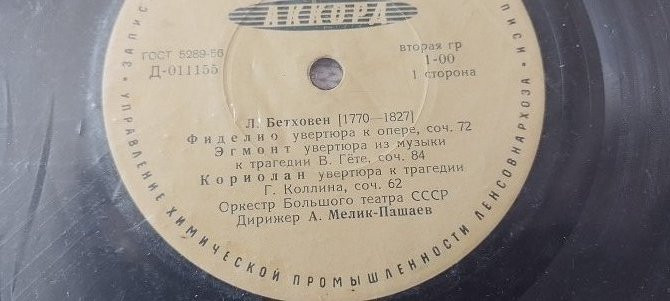 АККОРД
ГОСТ 5289-56
Д-011155
вторая гр
1-00
1 сторона
Л. Бетховен [1770—1827]
Фиделио увертюра к опере, соч. 72
Эгмонт увертюра из музыки
к трагедии В. Гёте, соч. 84
Кориолан увертюра к трагедии
Г. Коллина, соч. 62
Оркестр Большого театра СССР
Дирижер А. Мелик-Пашаев
УПРАВЛЕНИЕ ХИМИЧЕСКОЙ ПРОМЫШЛЕННОСТИ ЛЕНСОВНАРХОЗА
ЗАПИС
ПИСИ